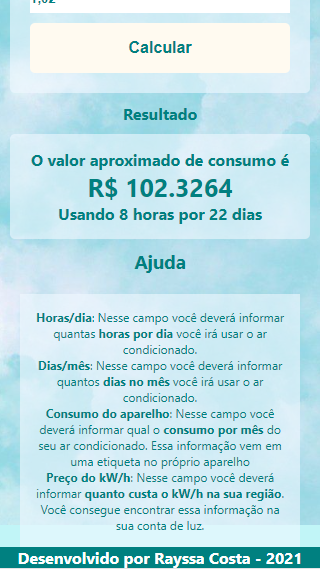 Calcular
Resultado
O valor aproximado de consumo é
R$ 102.3264
Usando 8 horas por 22 dias
Ajuda
Horas/dia: Nesse campo você deverá informar
quantas horas por dia você irá usar o ar
condicionado.
Dias/mês: Nesse campo você deverá informar
quantos dias no mês você irá usar o ar
condicionado.
Consumo do aparelho: Nesse campo você
deverá informar qual o consumo por mês do
seu ar condicionado. Essa informação vem em
uma etiqueta no próprio aparelho
Preço do kW/h: Nesse campo você deverá
informar quanto custa o kW/h na sua região.
Você consegue encontrar essa informação na
sua conta de luz.
Desenvolvido por Rayssa Costa - 2021